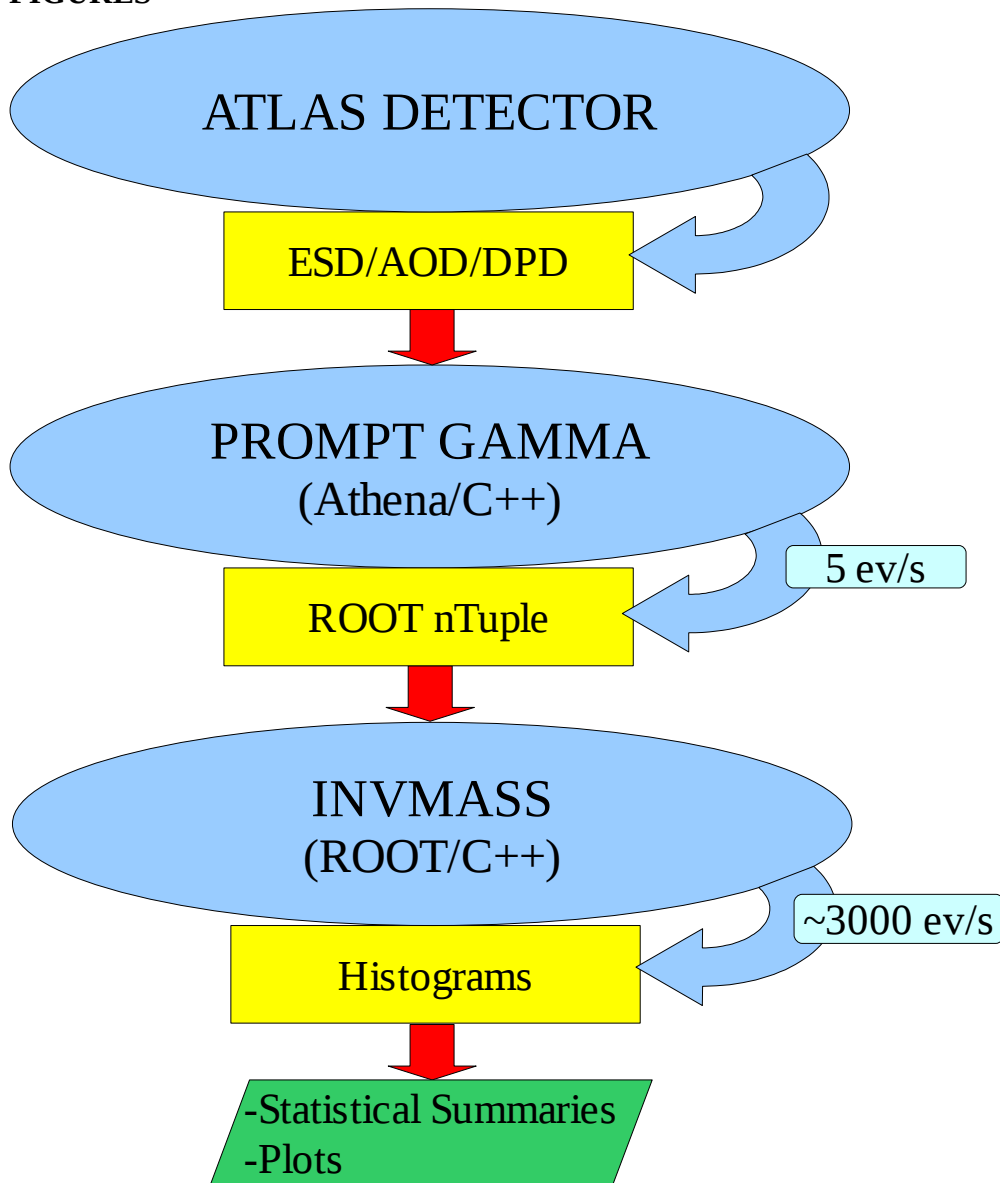 FIGURES
ATLAS DETECTOR
ESD/AOD/DPD
PROMPT GAMMA
(Athena/C++)
5 ev/s
ROOT nTuple
INVMASS
(ROOT/C++)
~3000 ev/s
Histograms
-Statistical Summaries
-Plots